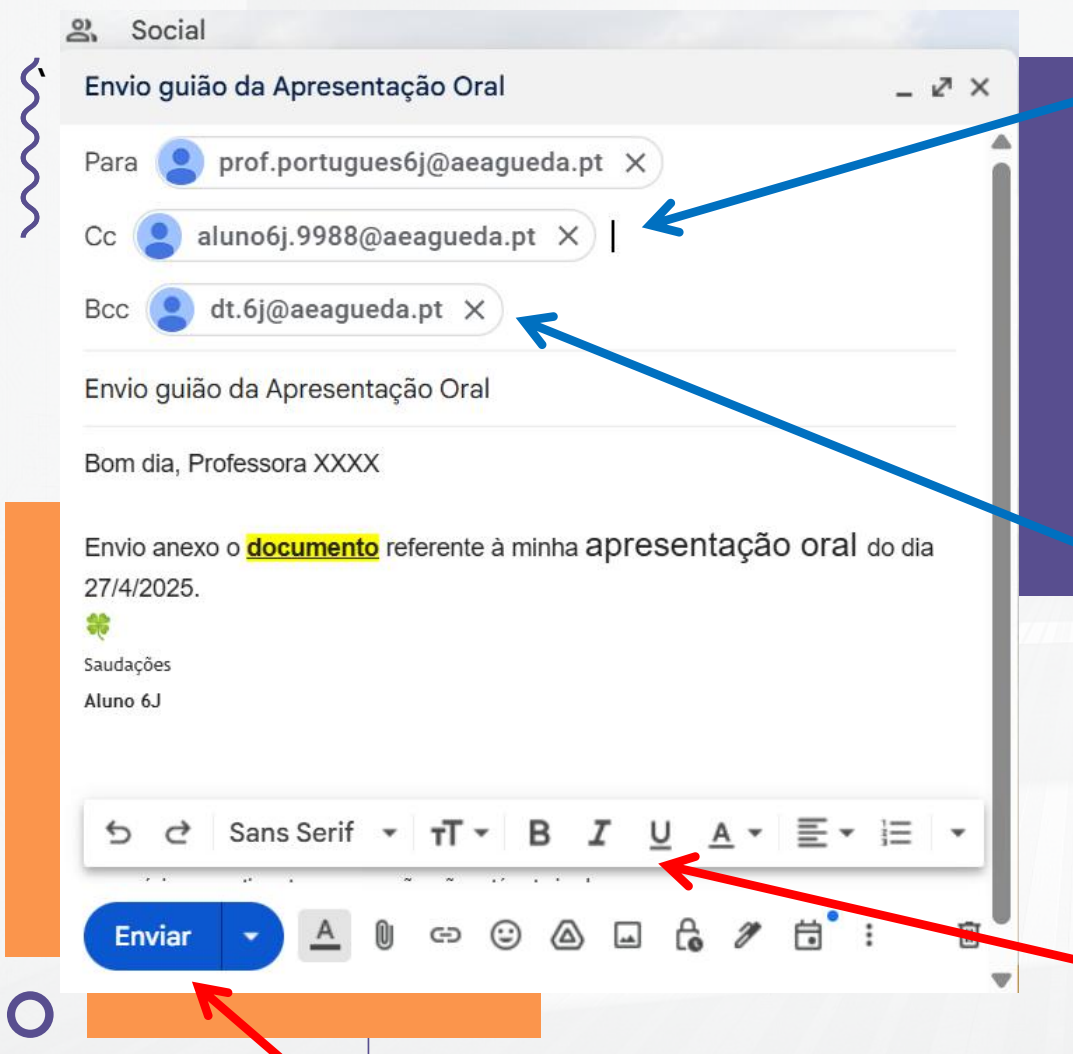 Social
Envio guião da Apresentação Oral
Para prof.portugues6j@aeagueda.pt
Cc aluno6j.9988@aeagueda.pt
Bcc dt.6j@aeagueda.pt
Envio guião da Apresentação Oral
Bom dia, Professora XXXX
Envio anexo o documento referente à minha apresentação oral do dia
27/4/2025.
🍀
Saudações
Aluno 6J
Sans Serif TT B I U A
Enviar A